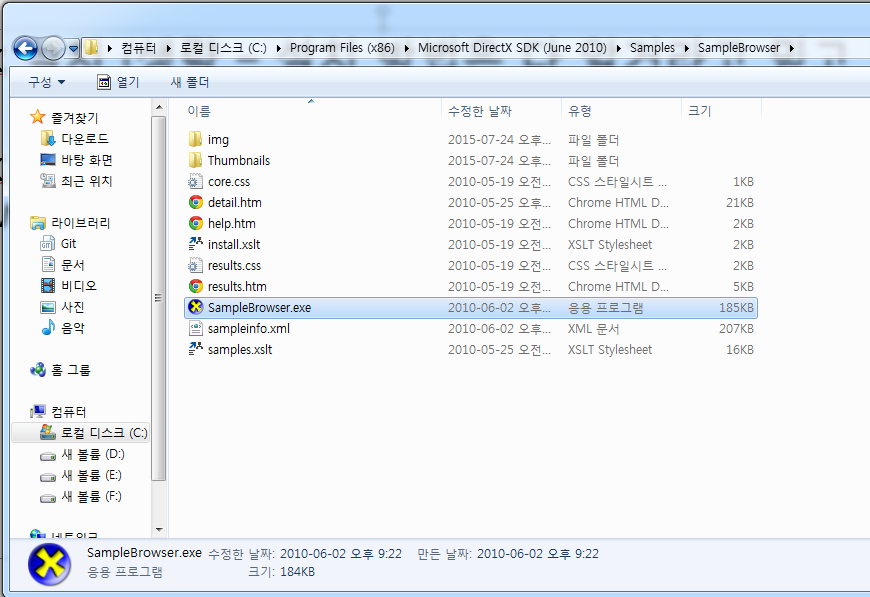 컴퓨터 로컬 디스크 (C:) Program Files (x86) Microsoft DirectX SDK (June 2010) Samples SampleBrowser
구성 열기 새 폴더
즐겨찾기
다운로드
바탕 화면
최근 위치
라이브러리
Git
문서
비디오
사진
음악
홈 그룹
컴퓨터
로컬 디스크 (C:)
새 볼륨 (D:)
새 볼륨 (E:)
새 볼륨 (F:)
네트워크
이름 수정한 날짜 유형 크기
img 2015-07-24 오후... 파일 폴더
Thumbnails 2015-07-24 오후... 파일 폴더
core.css 2010-05-19 오전... CSS 스타일시트 ... 1KB
detail.htm 2010-05-25 오후... Chrome HTML D... 21KB
help.htm 2010-05-19 오전... Chrome HTML D... 2KB
install.xslt 2010-05-19 오전... XSLT Stylesheet 2KB
results.css 2010-05-19 오전... CSS 스타일시트 ... 2KB
results.htm 2010-05-19 오전... Chrome HTML D... 5KB
SampleBrowser.exe 2010-06-02 오후... 응용 프로그램 185KB
sampleinfo.xml 2010-06-02 오후... XML 문서 207KB
samples.xslt 2010-05-25 오전... XSLT Stylesheet 16KB
SampleBrowser.exe 수정한 날짜: 2010-06-02 오후 9:22 만든 날짜: 2010-06-02 오후 9:22
응용 프로그램 크기: 184KB